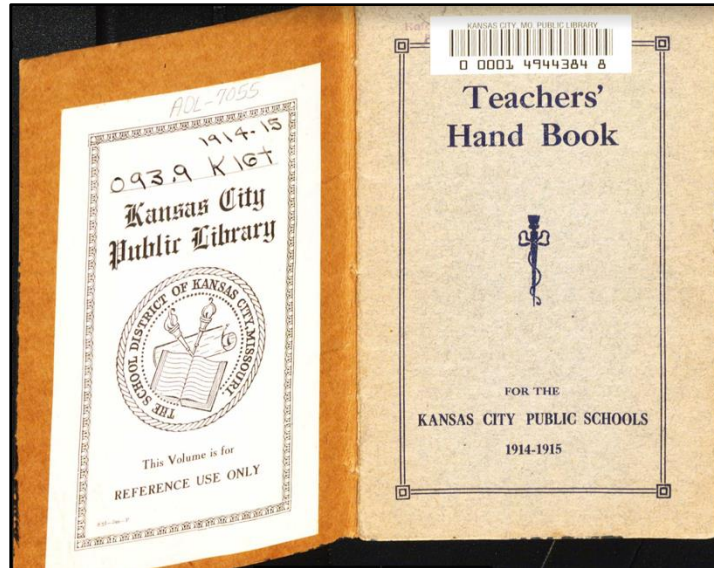 AOL-7055
1914-15
093.9 K16t
Kansas City
Public Library
THE SCHOOL DISTRICT OF KANSAS CITY, MISSOURI
This Volume is for
REFERENCE USE ONLY
KANSAS CITY, MO. PUBLIC LIBRARY
0 0001 4944384 8
Teachers'
Hand Book
FOR THE
KANSAS CITY PUBLIC SCHOOLS
1914-1915